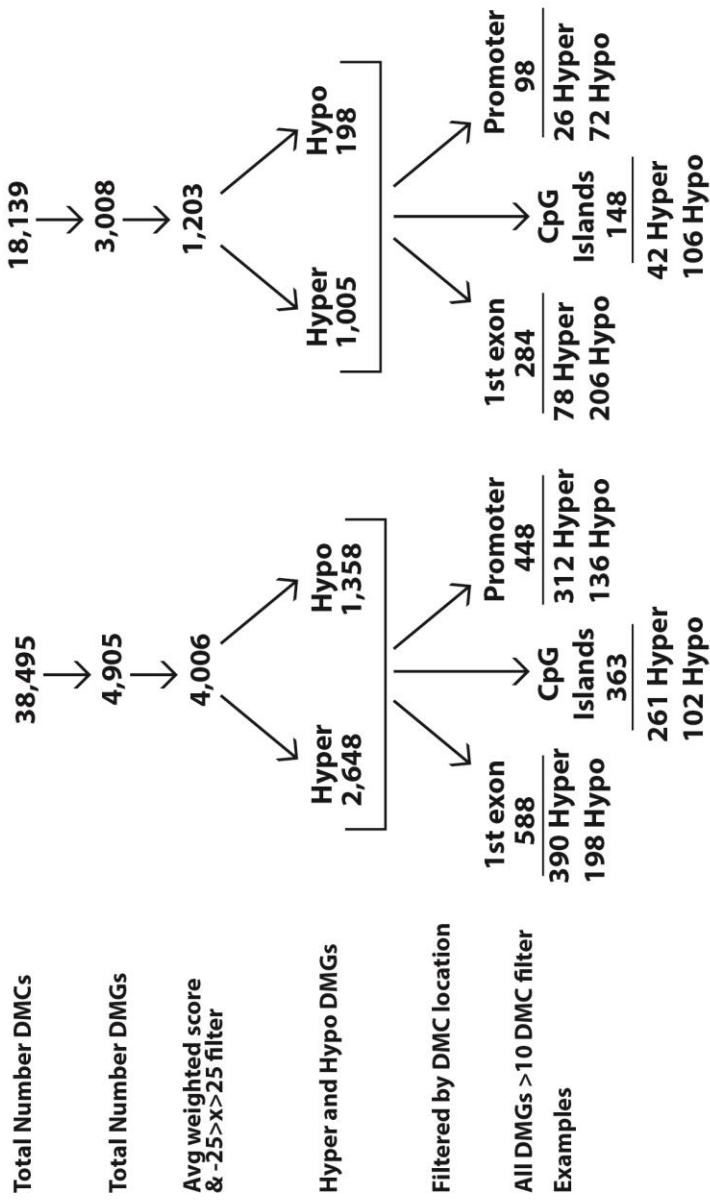 Total Number DMCs
38,495
18,139
Total Number DMGs
4,905
3,008
Avg weighted score
& -25>x>25 filter
4,006
1,203
Hyper and Hypo DMGs
Hyper
2,648
Hypo
1,358
Hyper
1,005
Hypo
198
Filtered by DMC location
All DMGs >10 DMC filter
Examples
1st exon
588
390 Hyper
198 Hypo
CpG
Islands
363
261 Hyper
102 Hypo
Promoter
448
312 Hyper
136 Hypo
1st exon
284
78 Hyper
206 Hypo
CpG
Islands
148
42 Hyper
106 Hypo
Promoter
98
26 Hyper
72 Hypo